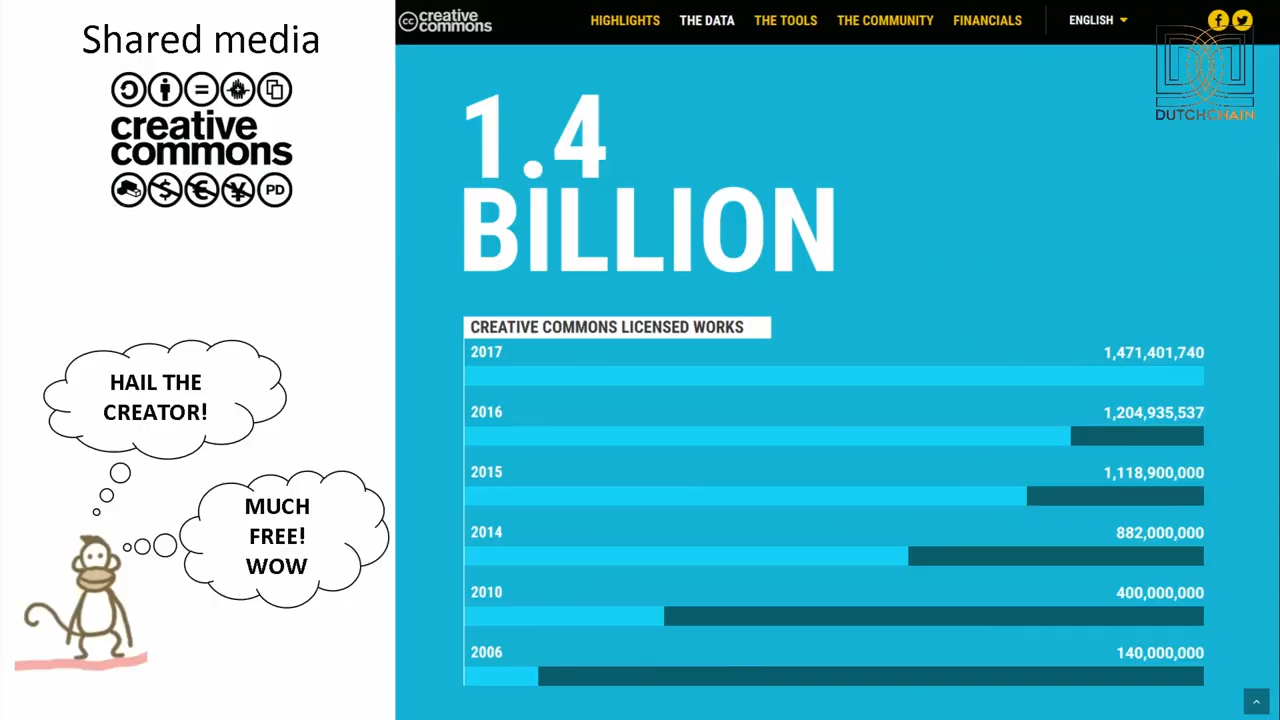 Shared media
creative
commons
PD
HAIL THE
CREATOR!
MUCH
FREE!
WOW
creative
commons
HIGHLIGHTS THE DATA THE TOOLS THE COMMUNITY FINANCIALS ENGLISH
DUTCHCHAIN
1.4
BILLION
CREATIVE COMMONS LICENSED WORKS
2017 1,471,401,740
2016 1,204,935,537
2015 1,118,900,000
2014 882,000,000
2010 400,000,000
2006 140,000,000